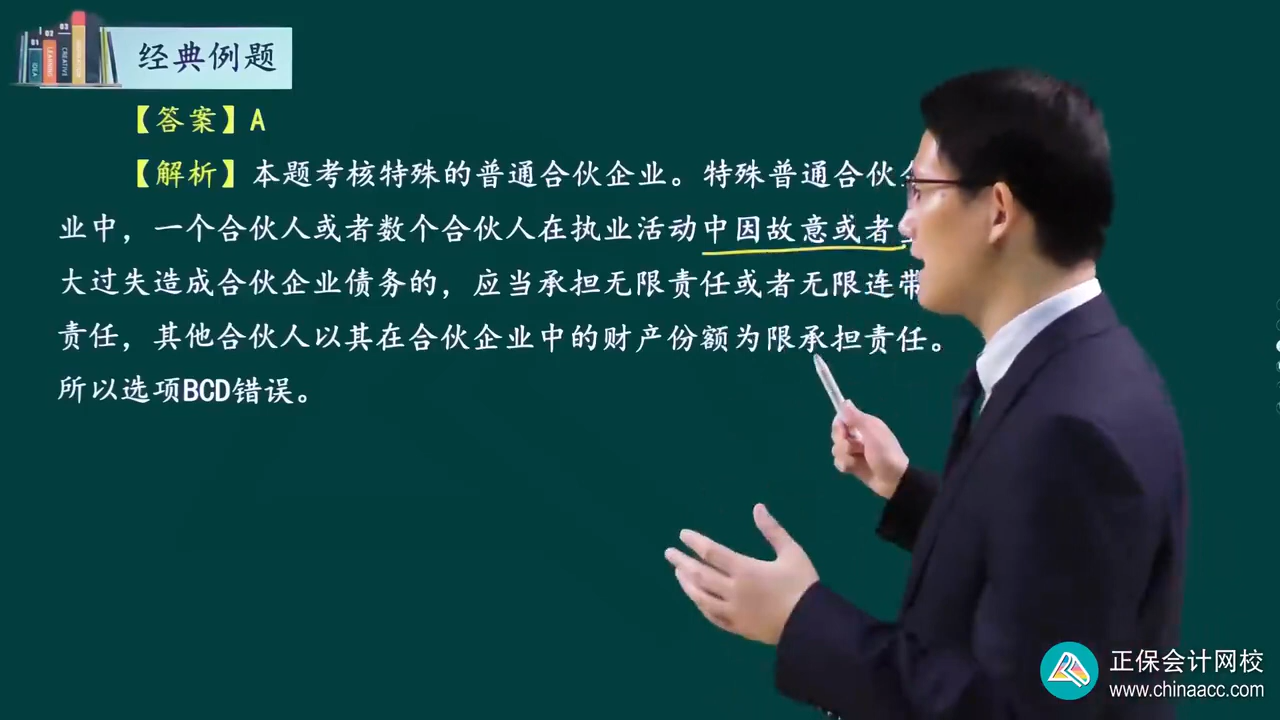 01
02
03
IDEA
LEARNING
CREATIVE
经典例题
【答案】A
【解析】本题考核特殊的普通合伙企业。特殊普通合伙
业中，一个合伙人或者数个合伙人在执业活动中因故意或者
大过失造成合伙企业债务的，应当承担无限责任或者无限连带
责任，其他合伙人以其在合伙企业中的财产份额为限承担责任。
所以选项BCD错误。
正保会计网校
www.chinaacc.com